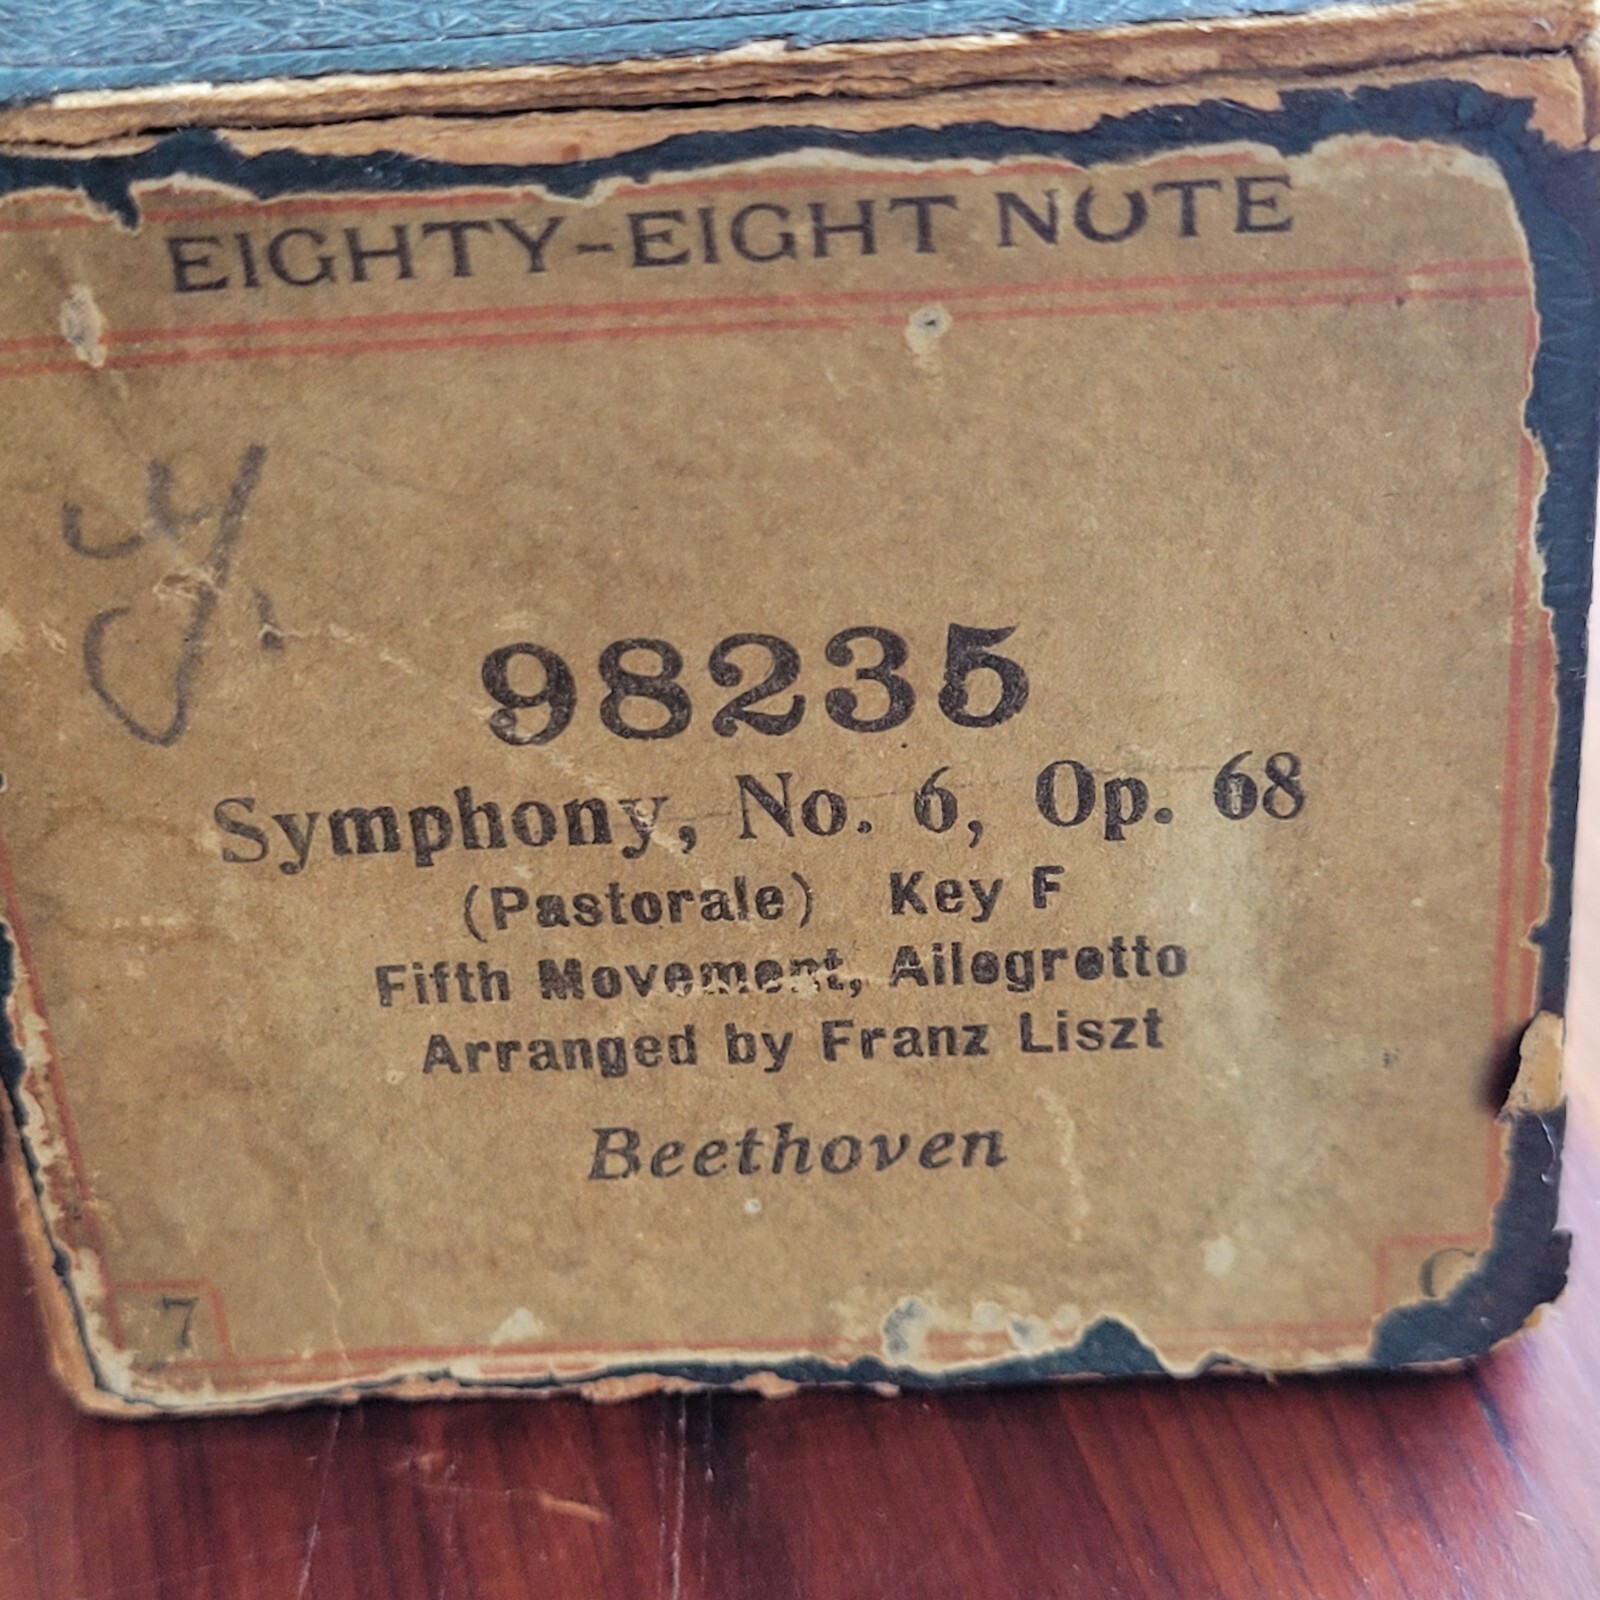 EIGHTY-EIGHT NOTE
98235
Symphony, No. 6, Op. 68
(Pastorale) Key F
Fifth Movement, Allegretto
Arranged by Franz Liszt
Beethoven
7 C